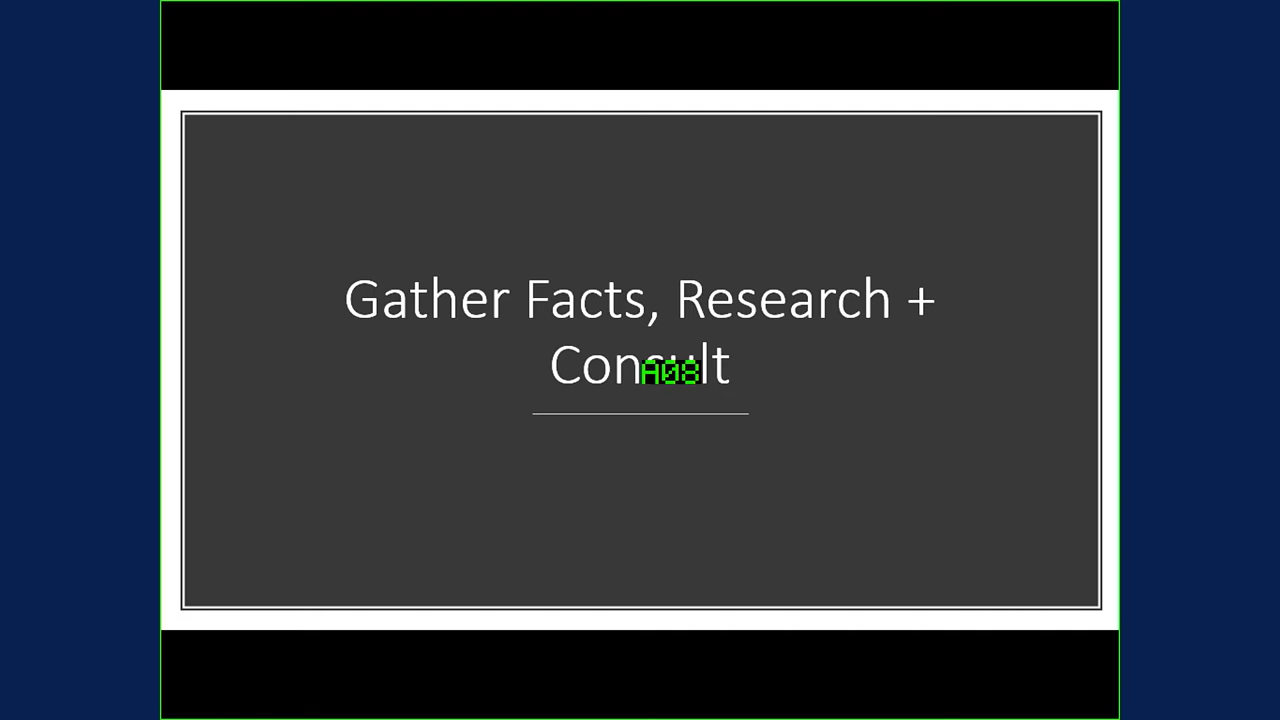 Gather Facts, Research +
Consult
A08